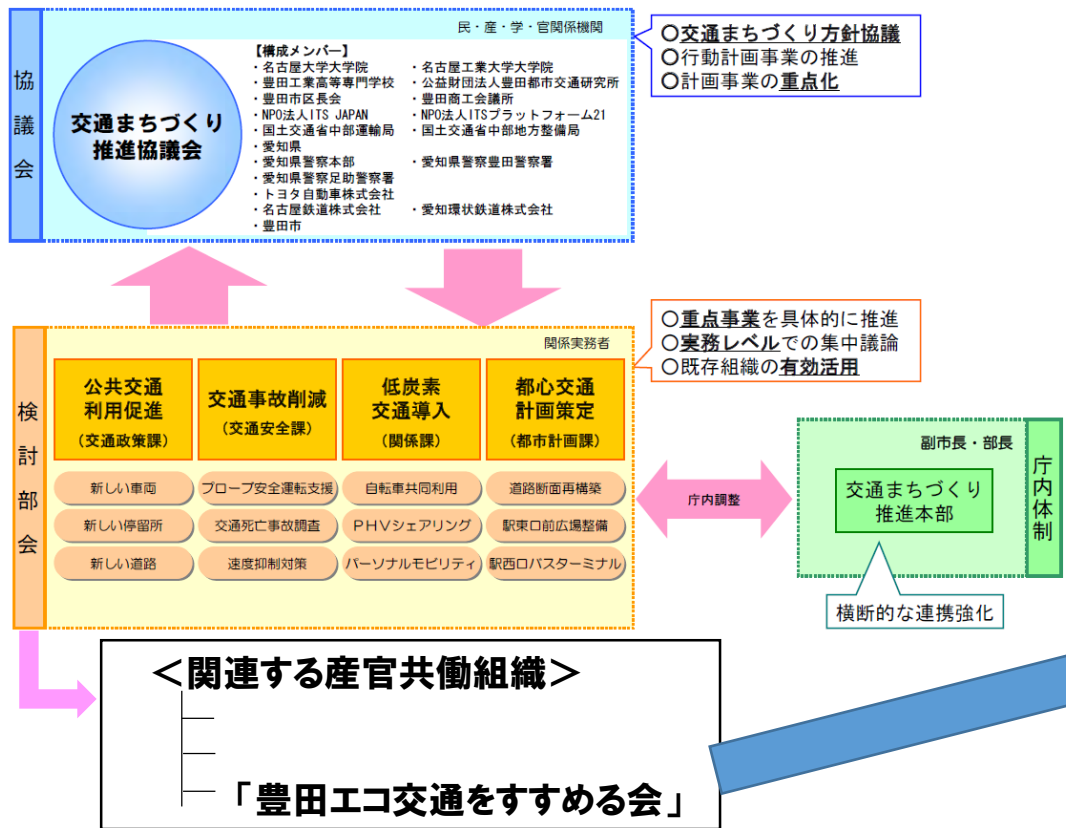 協議会
民・産・学・官関係機関
交通まちづくり
推進協議会
【構成メンバー】
・名古屋大学大学院 ・名古屋工業大学大学院
・豊田工業高等専門学校 ・公益財団法人豊田都市交通研究所
・豊田市区長会 ・豊田商工会議所
・NPO法人ITS JAPAN ・NPO法人ITSプラットフォーム21
・国土交通省中部運輸局 ・国土交通省中部地方整備局
・愛知県
・愛知県警察本部 ・愛知県警察豊田警察署
・愛知県警察足助警察署
・トヨタ自動車株式会社
・名古屋鉄道株式会社 ・愛知環状鉄道株式会社
・豊田市
○交通まちづくり方針協議
○行動計画事業の推進
○計画事業の重点化
検討部会
関係実務者
公共交通
利用促進
(交通政策課)
新しい車両
新しい停留所
新しい道路
交通事故削減
(交通安全課)
プローブ安全運転支援
交通死亡事故調査
速度抑制対策
低炭素
交通導入
(関係課)
自転車共同利用
PHVシェアリング
パーソナルモビリティ
都心交通
計画策定
(都市計画課)
道路断面再構築
駅東口前広場整備
駅西口バスターミナル
○重点事業を具体的に推進
○実務レベルでの集中議論
○既存組織の有効活用
庁内調整
副市長・部長
交通まちづくり
推進本部
庁内体制
横断的な連携強化
＜関連する産官共働組織＞
「豊田エコ交通をすすめる会」